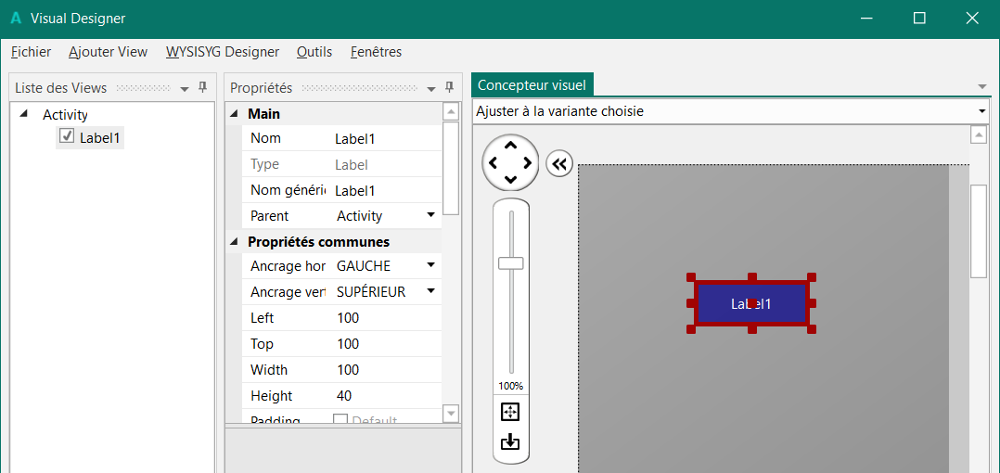 A Visual Designer
Fichier Ajouter View WYSISYG Designer Outils Fenêtres
Liste des Views
Activity
Label1
Propriétés
Main
Nom Label1
Type Label
Nom généri Label1
Parent Activity
Propriétés communes
Ancrage hor GAUCHE
Ancrage vert SUPÉRIEUR
Left 100
Top 100
Width 100
Height 40
Padding Default
Concepteur visuel
Ajuster à la variante choisie
100%
Label1